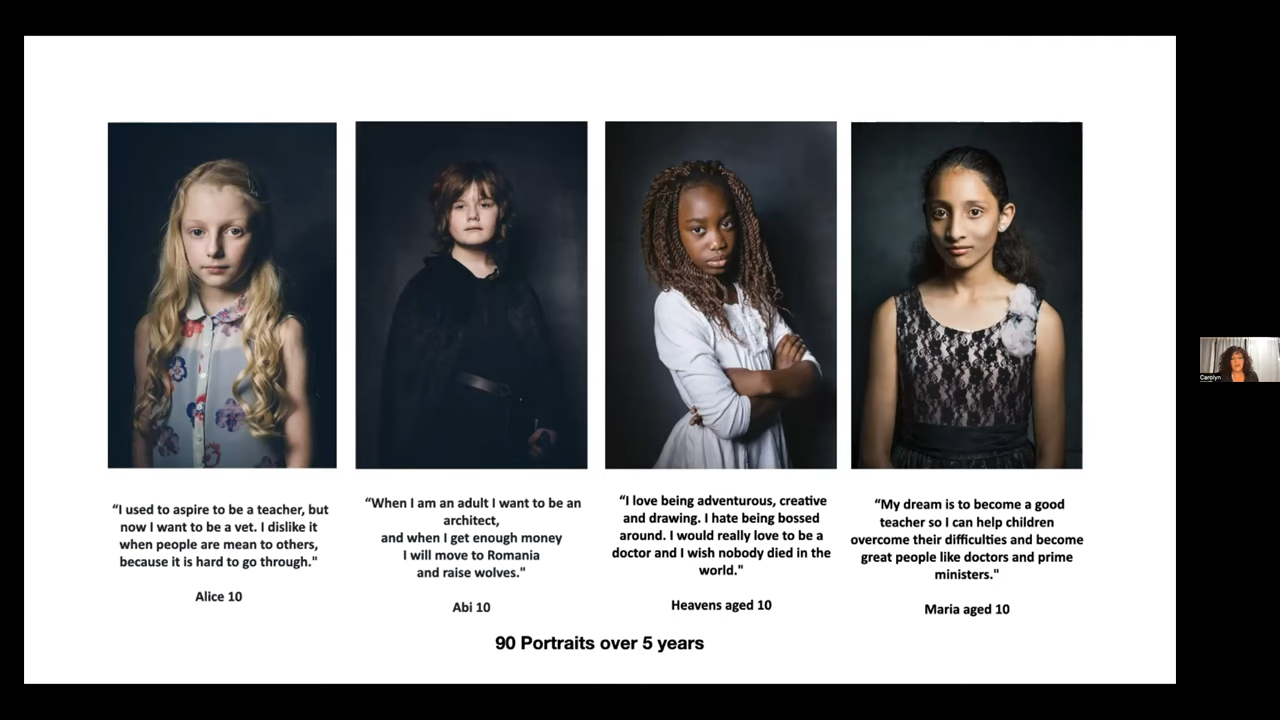 “I used to aspire to be a teacher, but
now I want to be a vet. I dislike it
when people are mean to others,
because it is hard to go through."
Alice 10
“When I am an adult I want to be an
architect,
and when I get enough money
I will move to Romania
and raise wolves."
Abi 10
“I love being adventurous, creative
and drawing. I hate being bossed
around. I would really love to be a
doctor and I wish nobody died in the
world."
Heavens aged 10
“My dream is to become a good
teacher so I can help children
overcome their difficulties and become
great people like doctors and prime
ministers."
Maria aged 10
90 Portraits over 5 years
Carolyn